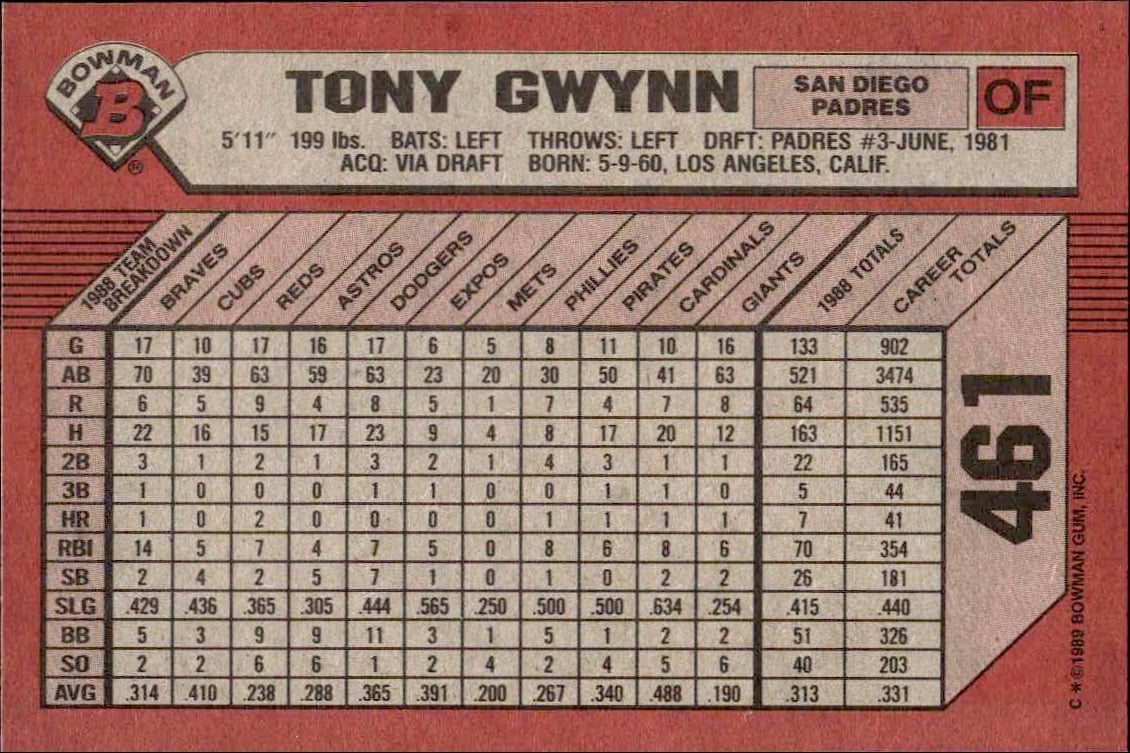 BOWMAN
B
®
TONY GWYNN
SAN DIEGO
PADRES
OF
5'11" 199 lbs. BATS: LEFT THROWS: LEFT DRFT: PADRES #3-JUNE, 1981
ACQ: VIA DRAFT BORN: 5-9-60, LOS ANGELES, CALIF.
1988 TEAM BREAKDOWN BRAVES CUBS REDS ASTROS DODGERS EXPOS METS PHILLIES PIRATES CARDINALS GIANTS 1988 TOTALS CAREER TOTALS
G 17 10 17 16 17 6 5 8 11 10 16 133 902
AB 70 39 63 59 63 23 20 30 50 41 63 521 3474
R 6 5 9 4 8 5 1 7 4 7 8 64 535
H 22 16 15 17 23 9 4 8 17 20 12 163 1151
2B 3 1 2 1 3 2 1 4 3 1 1 22 165
3B 1 0 0 0 1 1 0 0 1 1 0 5 44
HR 1 0 2 0 0 0 0 1 1 1 1 7 41
RBI 14 5 7 4 7 5 0 8 6 8 6 70 354
SB 2 4 2 5 7 1 0 1 0 2 2 26 181
SLG .429 .436 .365 .305 .444 .565 .250 .500 .500 .634 .254 .415 .440
BB 5 3 9 9 11 3 1 5 1 2 2 51 326
SO 2 2 6 6 1 2 4 2 4 5 6 40 203
AVG .314 .410 .238 .288 .365 .391 .200 .267 .340 .488 .190 .313 .331
461
C * ©1989 BOWMAN GUM, INC.